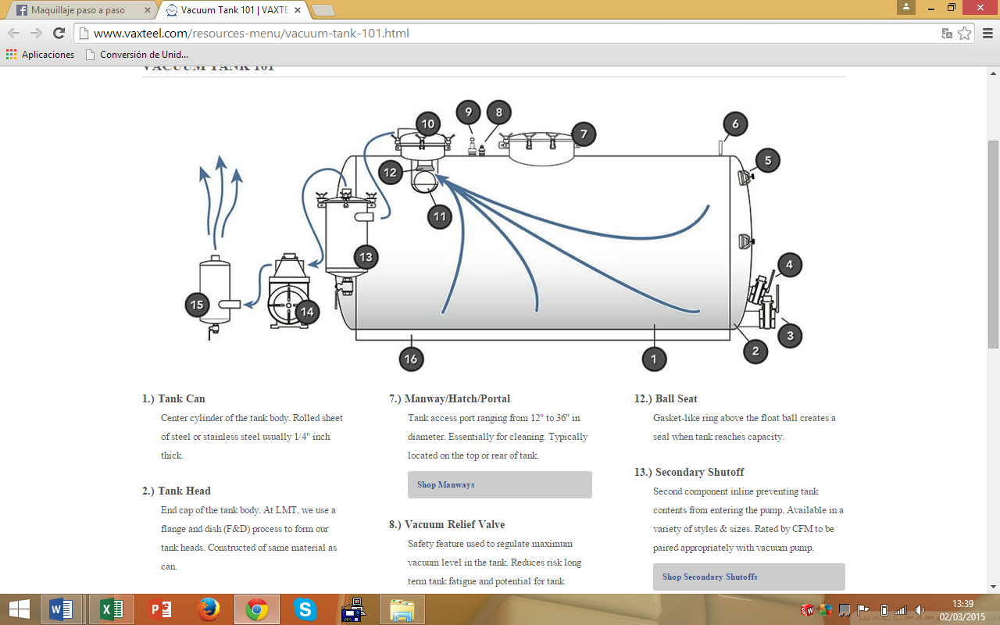 Maquillaje paso a paso
Vacuum Tank 101 | VAXTE
www.vaxteel.com/resources-menu/vacuum-tank-101.html
Aplicaciones
Conversión de Unid...
VACUUM TANK 101
9
8
10
7
6
12
5
11
13
4
15
14
3
2
16
1
1.) Tank Can
Center cylinder of the tank body. Rolled sheet
of steel or stainless steel usually 1/4" inch
thick.
2.) Tank Head
End cap of the tank body. At LMT, we use a
flange and dish (F&D) process to form our
tank heads. Constructed of same material as
can.
7.) Manway/Hatch/Portal
Tank access port ranging from 12" to 36" in
diameter. Essentially for cleaning. Typically
located on the top or rear of tank.
Shop Manways
8.) Vacuum Relief Valve
Safety feature used to regulate maximum
vacuum level in the tank. Reduces risk long
term tank fatigue and potential for tank
12.) Ball Seat
Gasket-like ring above the float ball creates a
seal when tank reaches capacity.
13.) Secondary Shutoff
Second component inline preventing tank
contents from entering the pump. Available in a
variety of styles & sizes. Rated by CFM to be
paired appropriately with vacuum pump.
Shop Secondary Shutoffs
13:39
02/03/2015